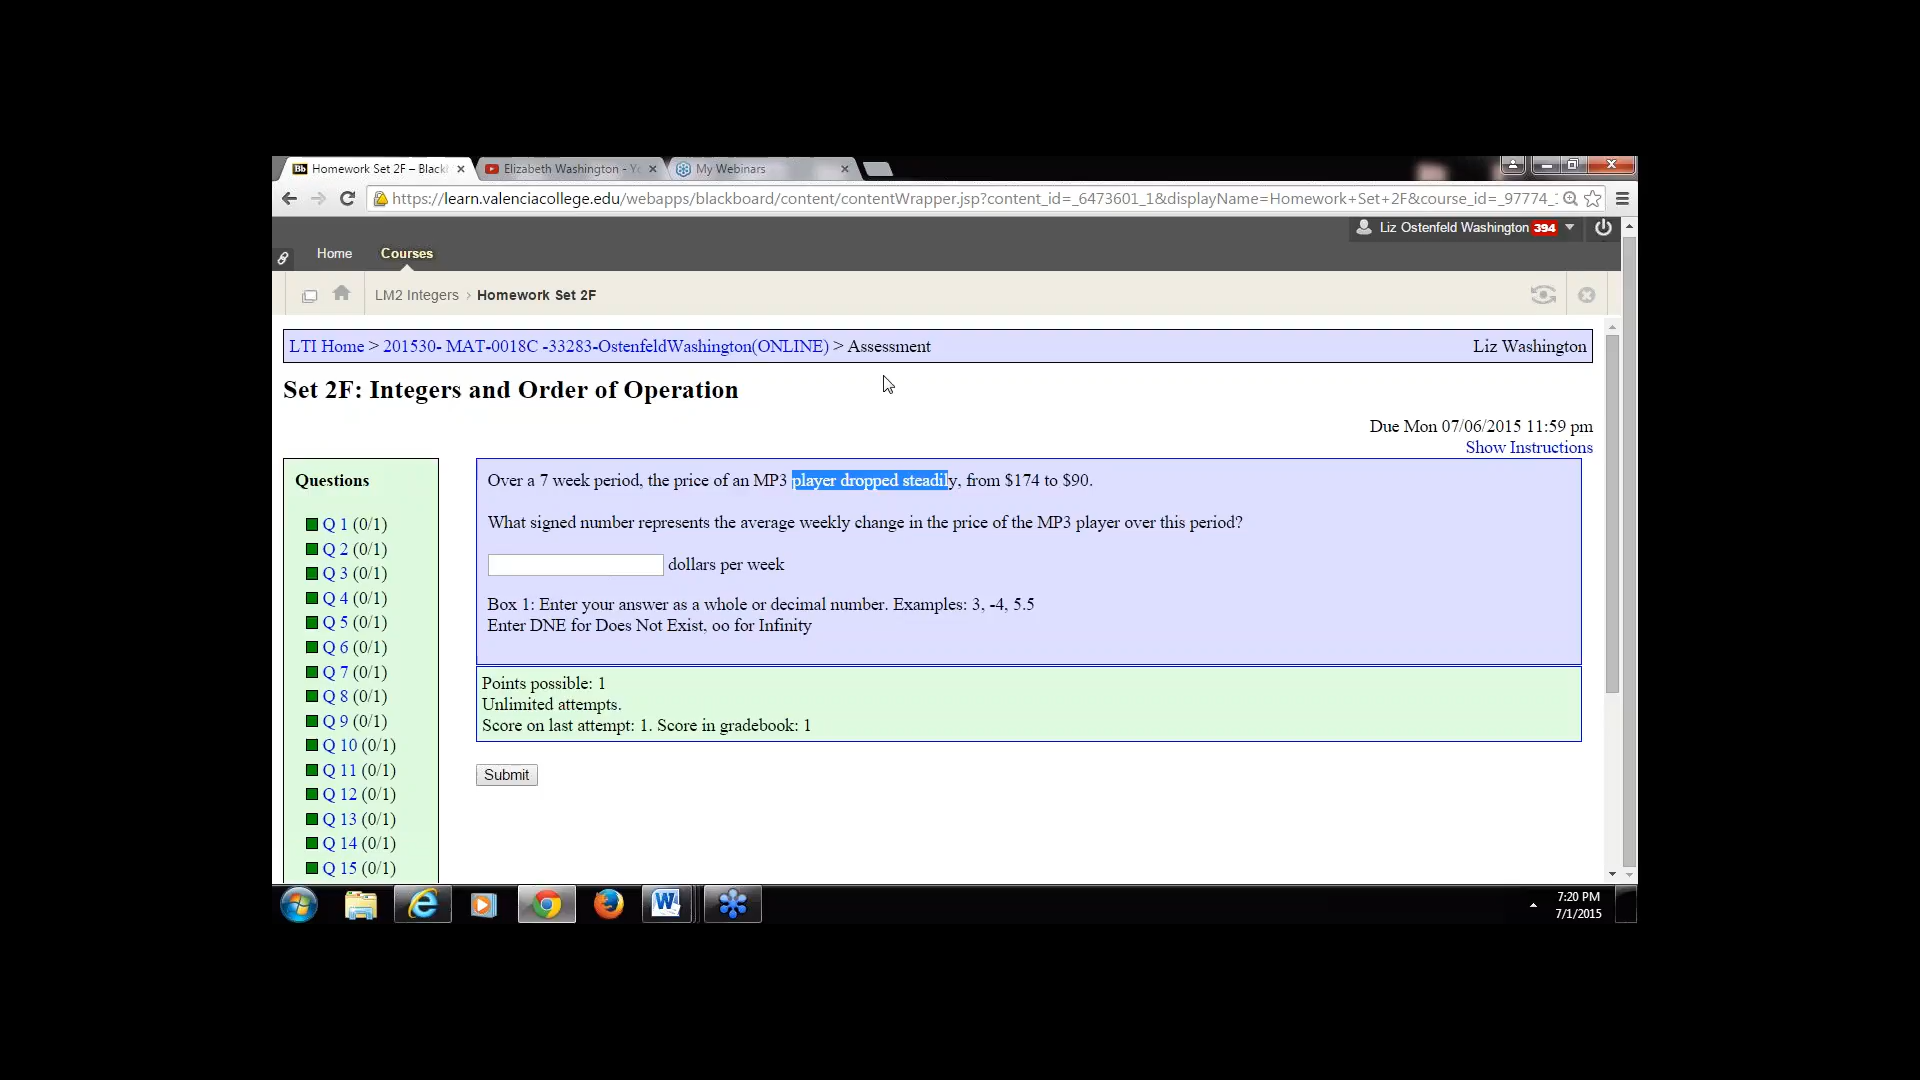 Homework Set 2F – Blackb
Elizabeth Washington - Yo
My Webinars
https://learn.valenciacollege.edu/webapps/blackboard/content/contentWrapper.jsp?content_id=_6473601_1&displayName=Homework+Set+2F&course_id=_97774_
Liz Ostenfeld Washington 394
Home Courses
LM2 Integers > Homework Set 2F
LTI Home > 201530- MAT-0018C -33283-OstenfeldWashington(ONLINE) > Assessment Liz Washington
Set 2F: Integers and Order of Operation
Due Mon 07/06/2015 11:59 pm
Show Instructions
Questions
Q 1 (0/1)
Q 2 (0/1)
Q 3 (0/1)
Q 4 (0/1)
Q 5 (0/1)
Q 6 (0/1)
Q 7 (0/1)
Q 8 (0/1)
Q 9 (0/1)
Q 10 (0/1)
Q 11 (0/1)
Q 12 (0/1)
Q 13 (0/1)
Q 14 (0/1)
Q 15 (0/1)
Over a 7 week period, the price of an MP3 player dropped steadily, from $174 to $90.
What signed number represents the average weekly change in the price of the MP3 player over this period?
dollars per week
Box 1: Enter your answer as a whole or decimal number. Examples: 3, -4, 5.5
Enter DNE for Does Not Exist, oo for Infinity
Points possible: 1
Unlimited attempts.
Score on last attempt: 1. Score in gradebook: 1
Submit
7:20 PM
7/1/2015